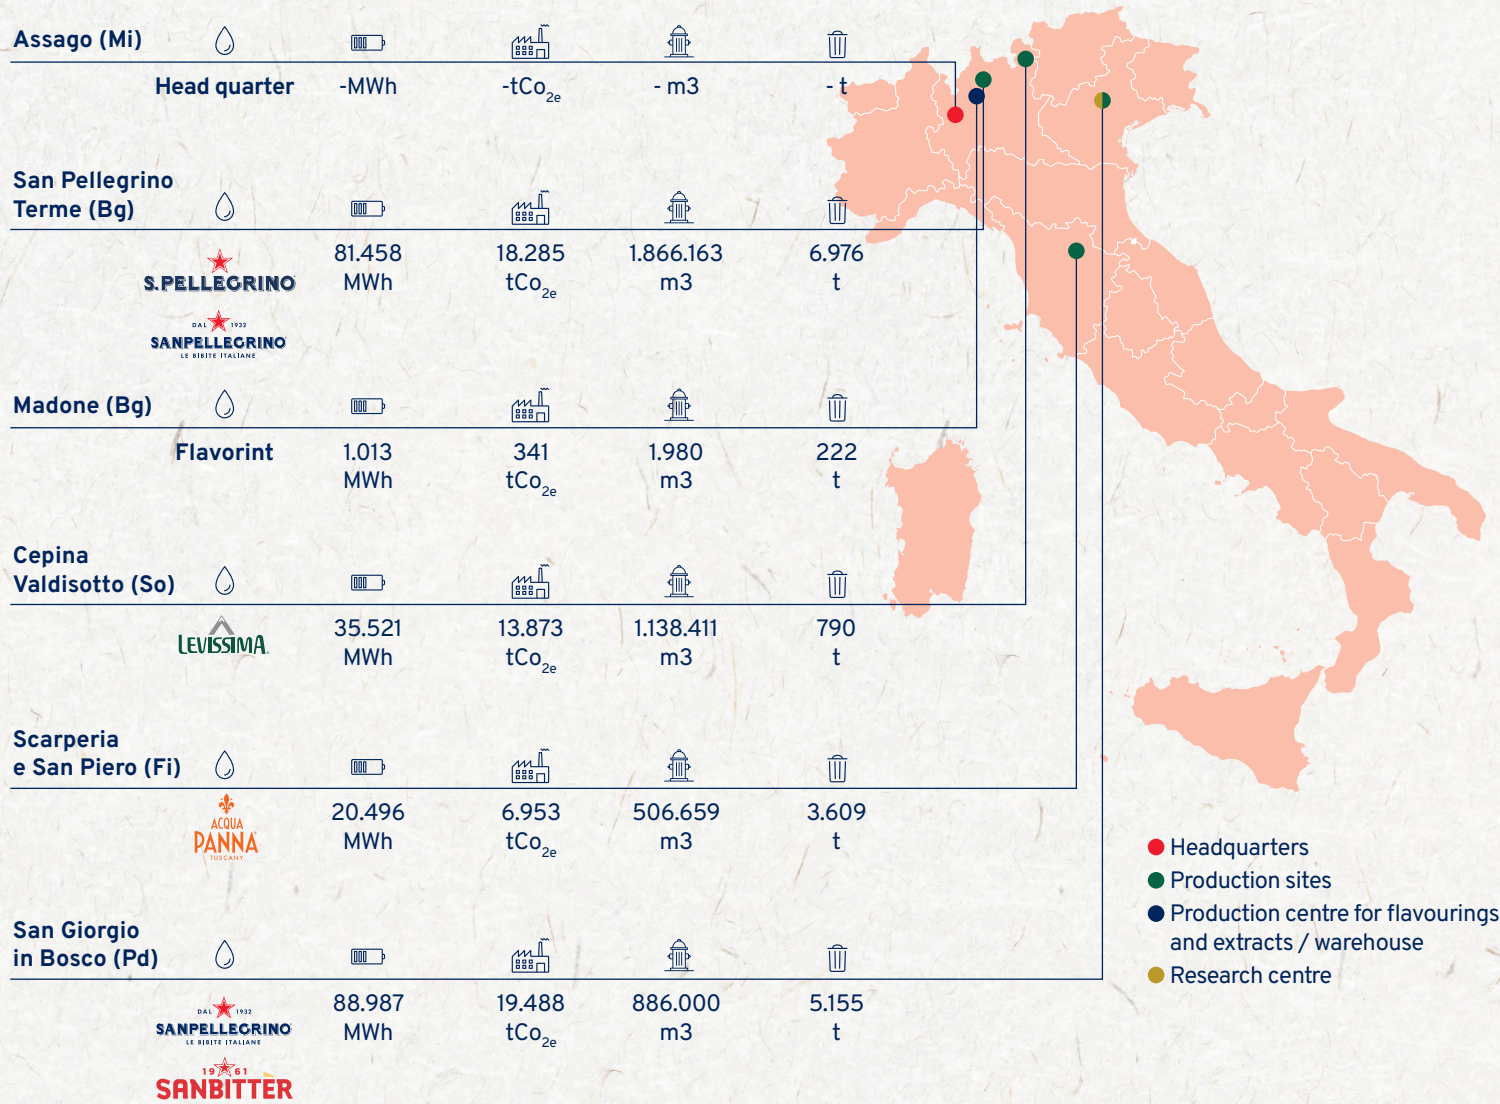 Assago (Mi)
Head quarter -MWh -tCo2e - m3 - t
San Pellegrino
Terme (Bg)
81.458 18.285 1.866.163 6.976
MWh tCo2e m3 t
S.PELLEGRINO
DAL 1932
SANPELLEGRINO
LE BIBITE ITALIANE
Madone (Bg)
Flavorint 1.013 341 1.980 222
MWh tCo2e m3 t
Cepina
Valdisotto (So)
LEVISSIMA 35.521 13.873 1.138.411 790
MWh tCo2e m3 t
Scarperia
e San Piero (Fi)
20.496 6.953 506.659 3.609
MWh tCo2e m3 t
ACQUA
PANNA
TUSCANY
San Giorgio
in Bosco (Pd)
88.987 19.488 886.000 5.155
MWh tCo2e m3 t
DAL 1932
SANPELLEGRINO
LE BIBITE ITALIANE
1961
SANBITTÈR
Headquarters
Production sites
Production centre for flavourings
and extracts / warehouse
Research centre